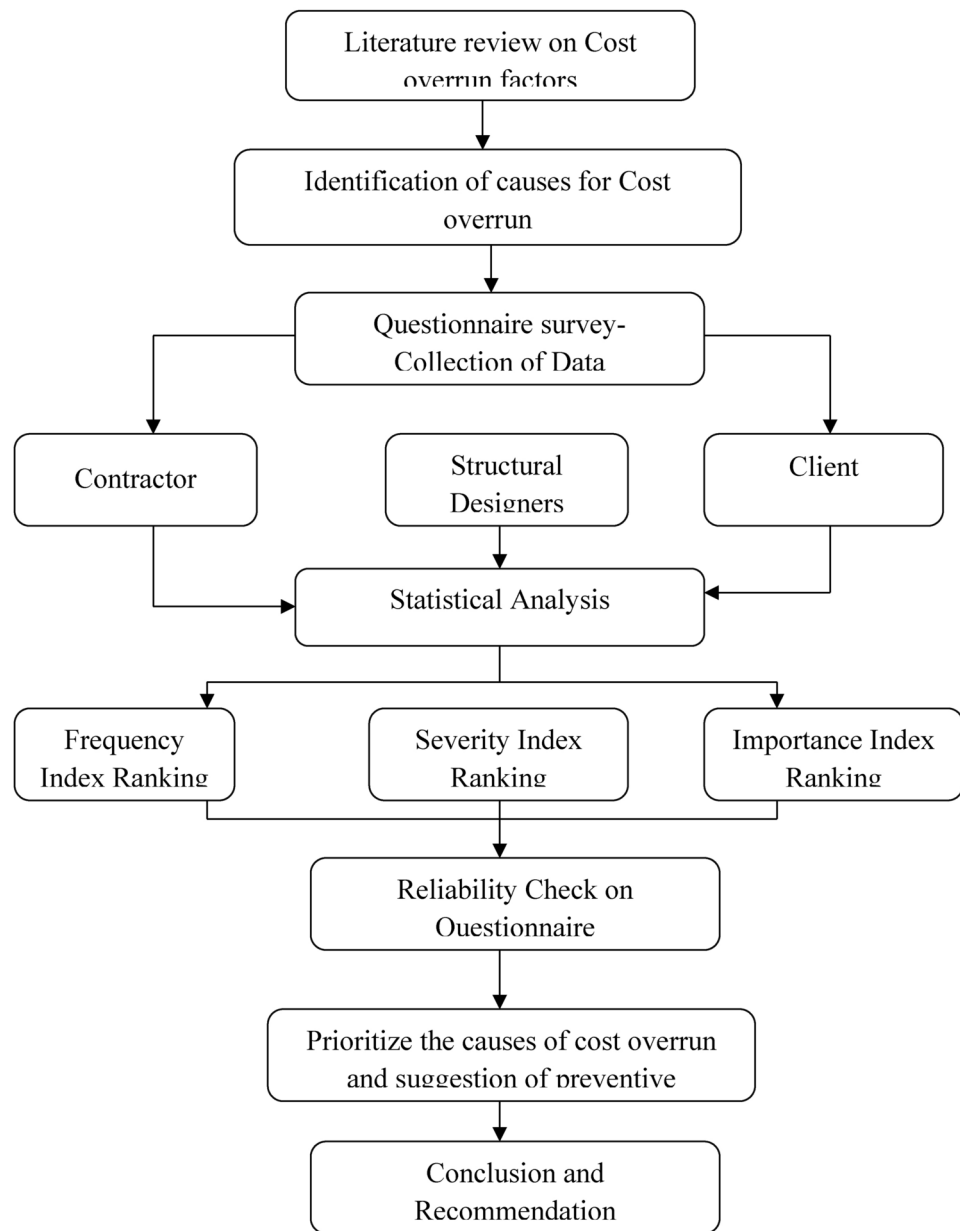 Literature review on Cost
overrun factors
Identification of causes for Cost
overrun
Questionnaire survey-
Collection of Data
Contractor
Structural
Designers
Client
Statistical Analysis
Frequency
Index Ranking
Severity Index
Ranking
Importance Index
Ranking
Reliability Check on
Questionnaire
Prioritize the causes of cost overrun
and suggestion of preventive
Conclusion and
Recommendation